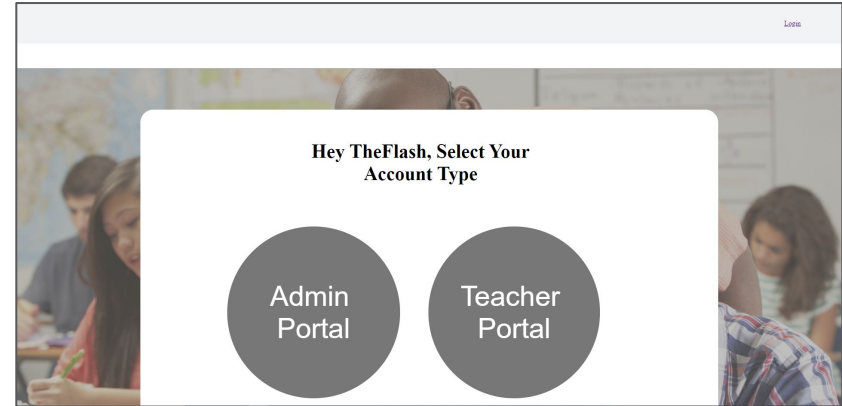 Login
Hey TheFlash, Select Your
Account Type
Admin
Portal
Teacher
Portal